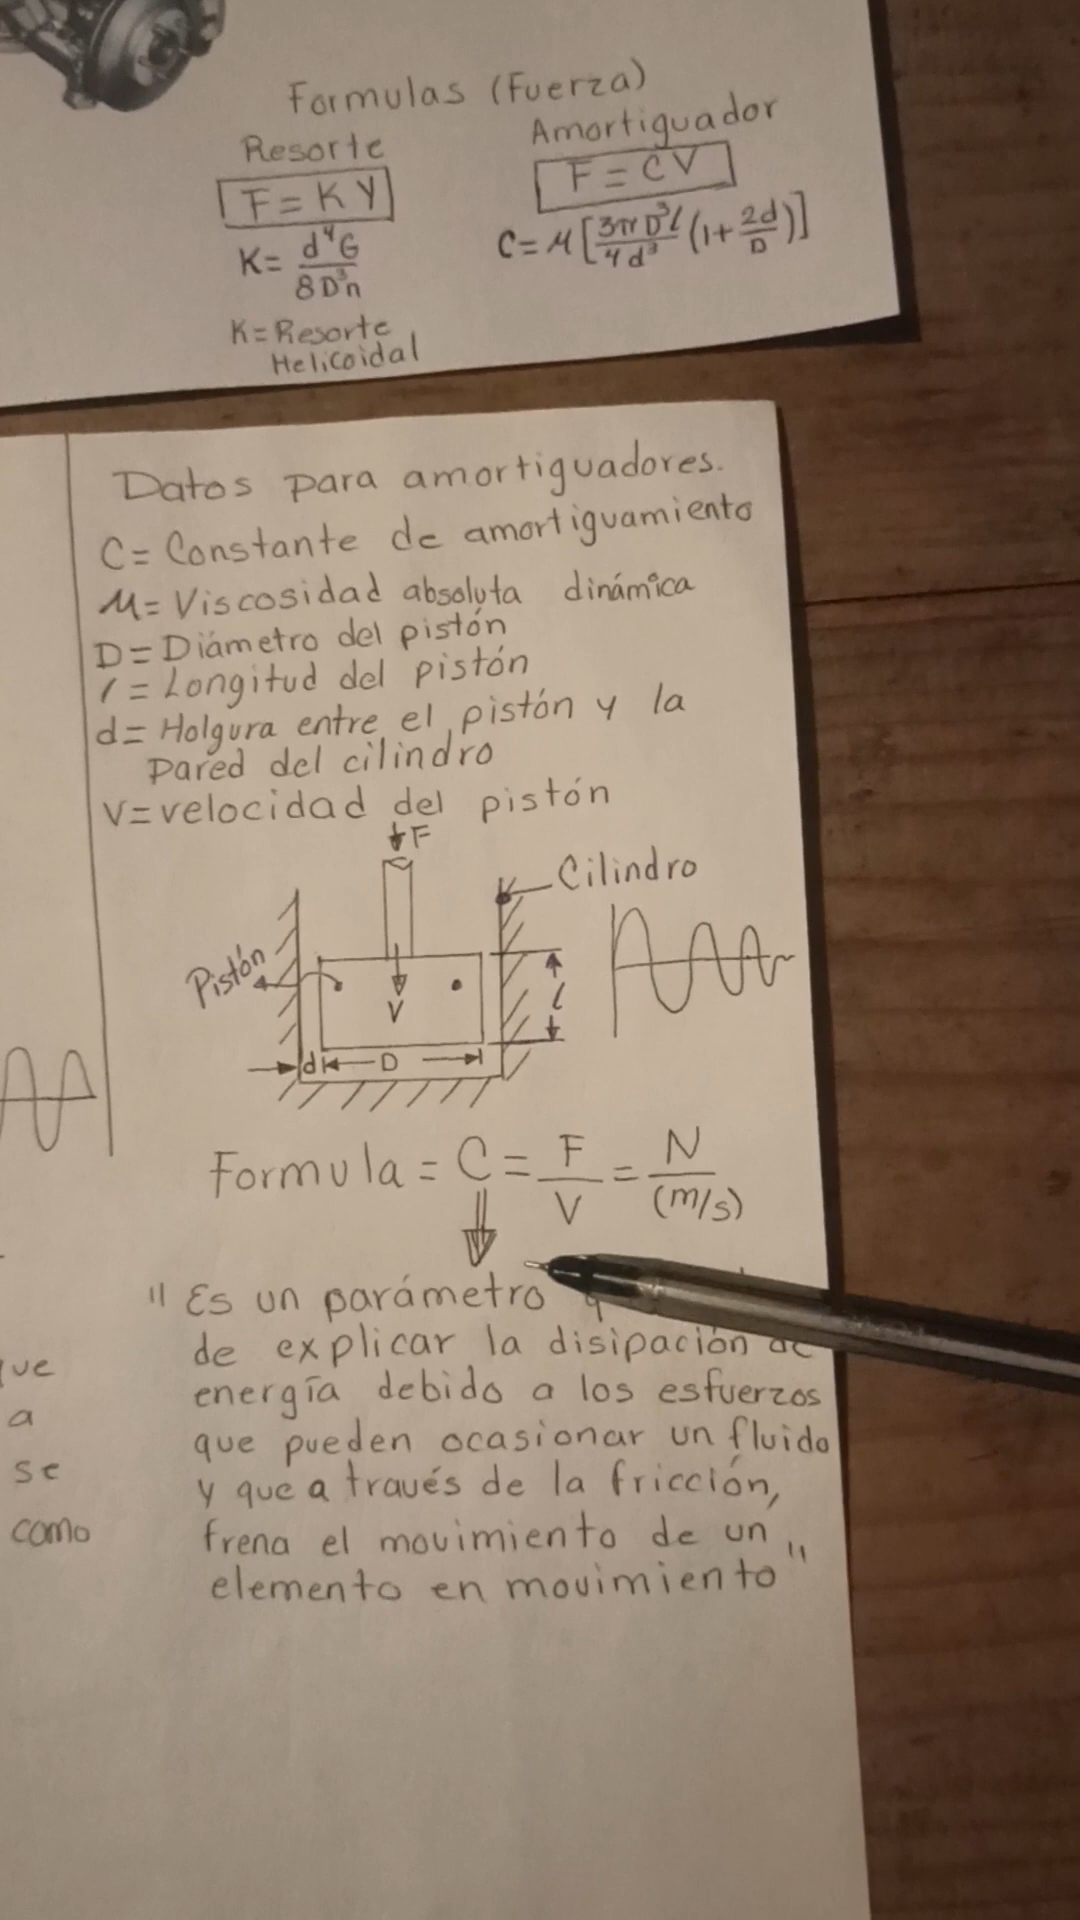 Formulas (Fuerza)
Resorte
F = K Y
K = d⁴G / 8D³n
K = Resorte
Helicoidal
Amortiguador
F = C V
C = μ [3πD³l / 4d³ (1 + 2d/D)]
Datos para amortiguadores.
C = Constante de amortiguamiento
μ = Viscosidad absoluta dinámica
D = Diámetro del pistón
l = Longitud del pistón
d = Holgura entre el pistón y la
Pared del cilindro
V = velocidad del pistón
F
Cilindro
Pistón
V
l
d D
Formula = C = F / V = N / (m/s)
" Es un parámetro
de explicar la disipación de
energía debido a los esfuerzos
que pueden ocasionar un fluido
y que a través de la fricción,
frena el movimiento de un
elemento en movimiento "
a
se
como